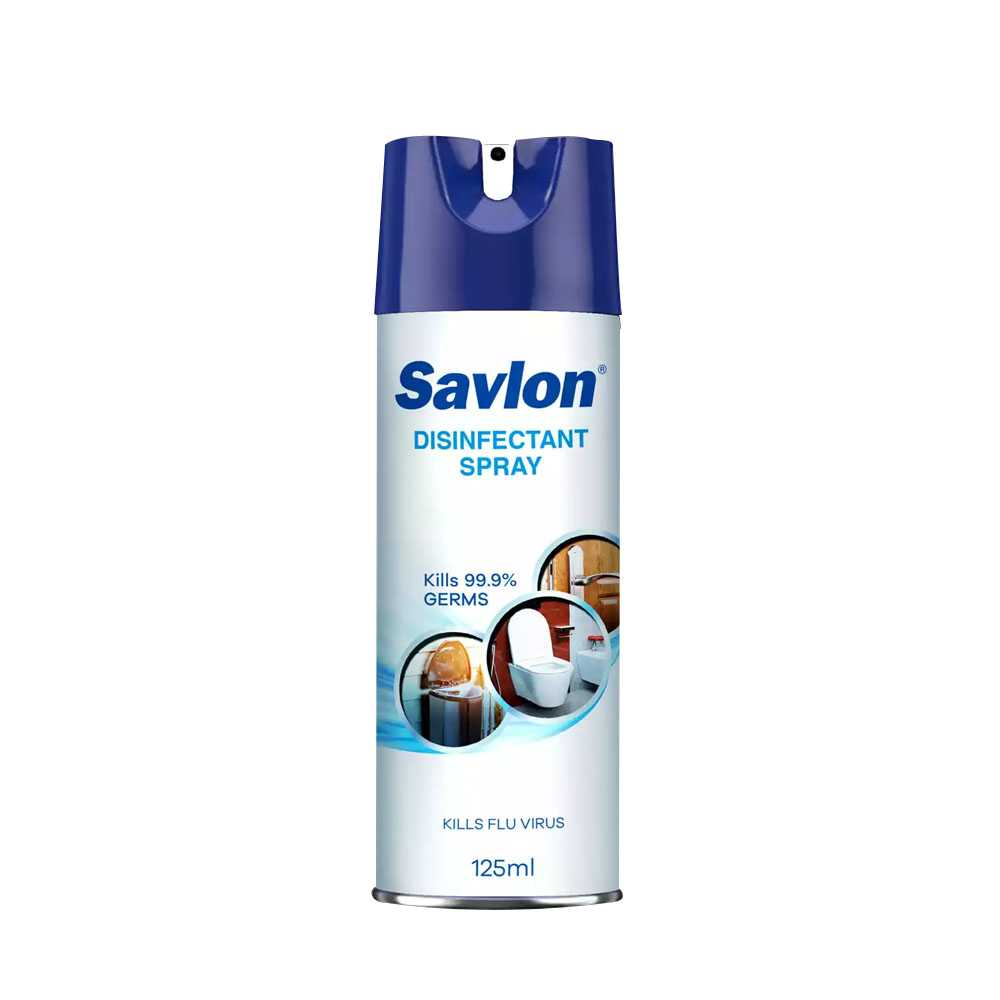 Savlon®
DISINFECTANT
SPRAY
Kills 99.9%
GERMS
KILLS FLU VIRUS
125ml